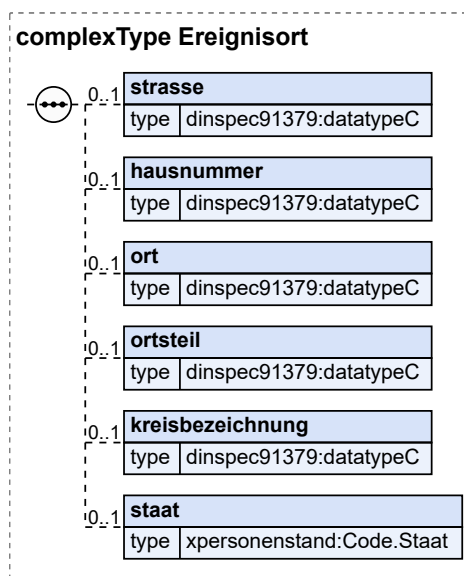 complexType Ereignisort
0..1 strasse
type dinspec91379:datatypeC
0..1 hausnummer
type dinspec91379:datatypeC
0..1 ort
type dinspec91379:datatypeC
0..1 ortsteil
type dinspec91379:datatypeC
0..1 kreisbezeichnung
type dinspec91379:datatypeC
0..1 staat
type xpersonenstand:Code.Staat